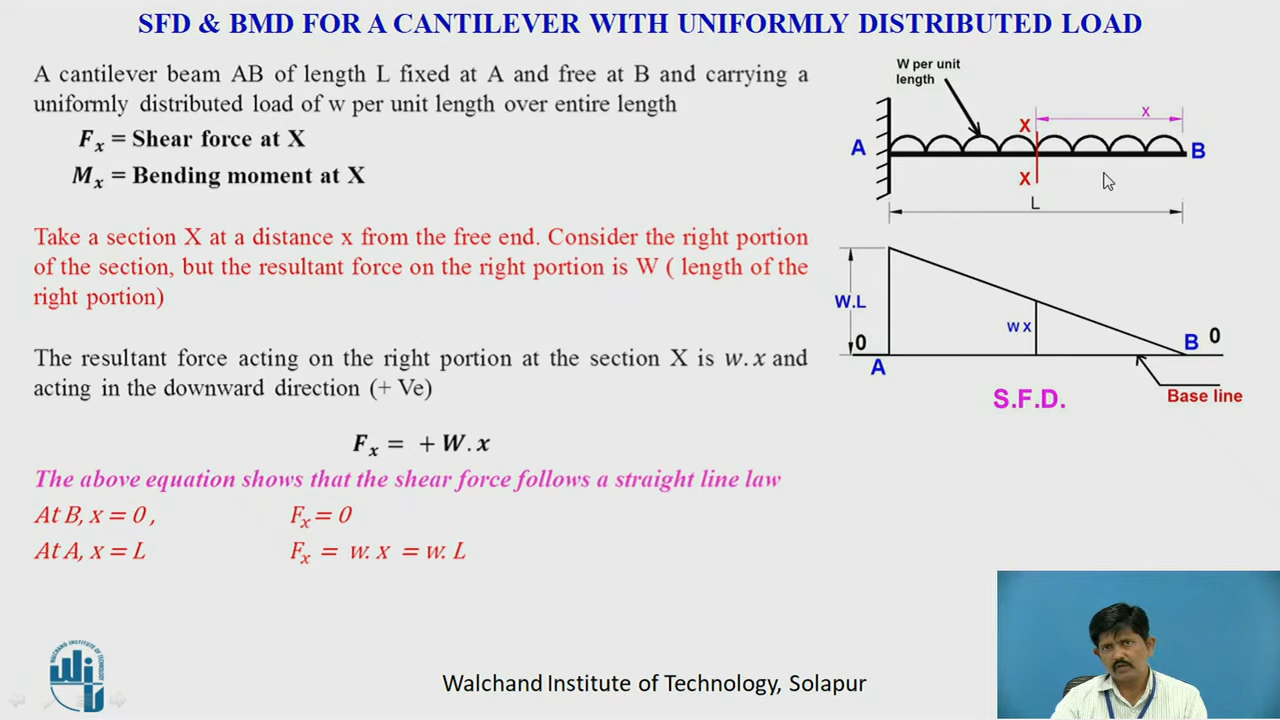 SFD & BMD FOR A CANTILEVER WITH UNIFORMLY DISTRIBUTED LOAD
A cantilever beam AB of length L fixed at A and free at B and carrying a
uniformly distributed load of w per unit length over entire length
Fx = Shear force at X
Mx = Bending moment at X
Take a section X at a distance x from the free end. Consider the right portion
of the section, but the resultant force on the right portion is W ( length of the
right portion)
The resultant force acting on the right portion at the section X is w.x and
acting in the downward direction (+ Ve)
Fx = + W.x
The above equation shows that the shear force follows a straight line law
At B, x = 0 , Fx = 0
At A, x = L Fx = w. x = w. L
W per unit
length
X
X
A
B
X
L
W.L
W X
0
B 0
A
Base line
S.F.D.
WALCHAND INSTITUTE OF TECHNOLOGY
WIT
Walchand Institute of Technology, Solapur